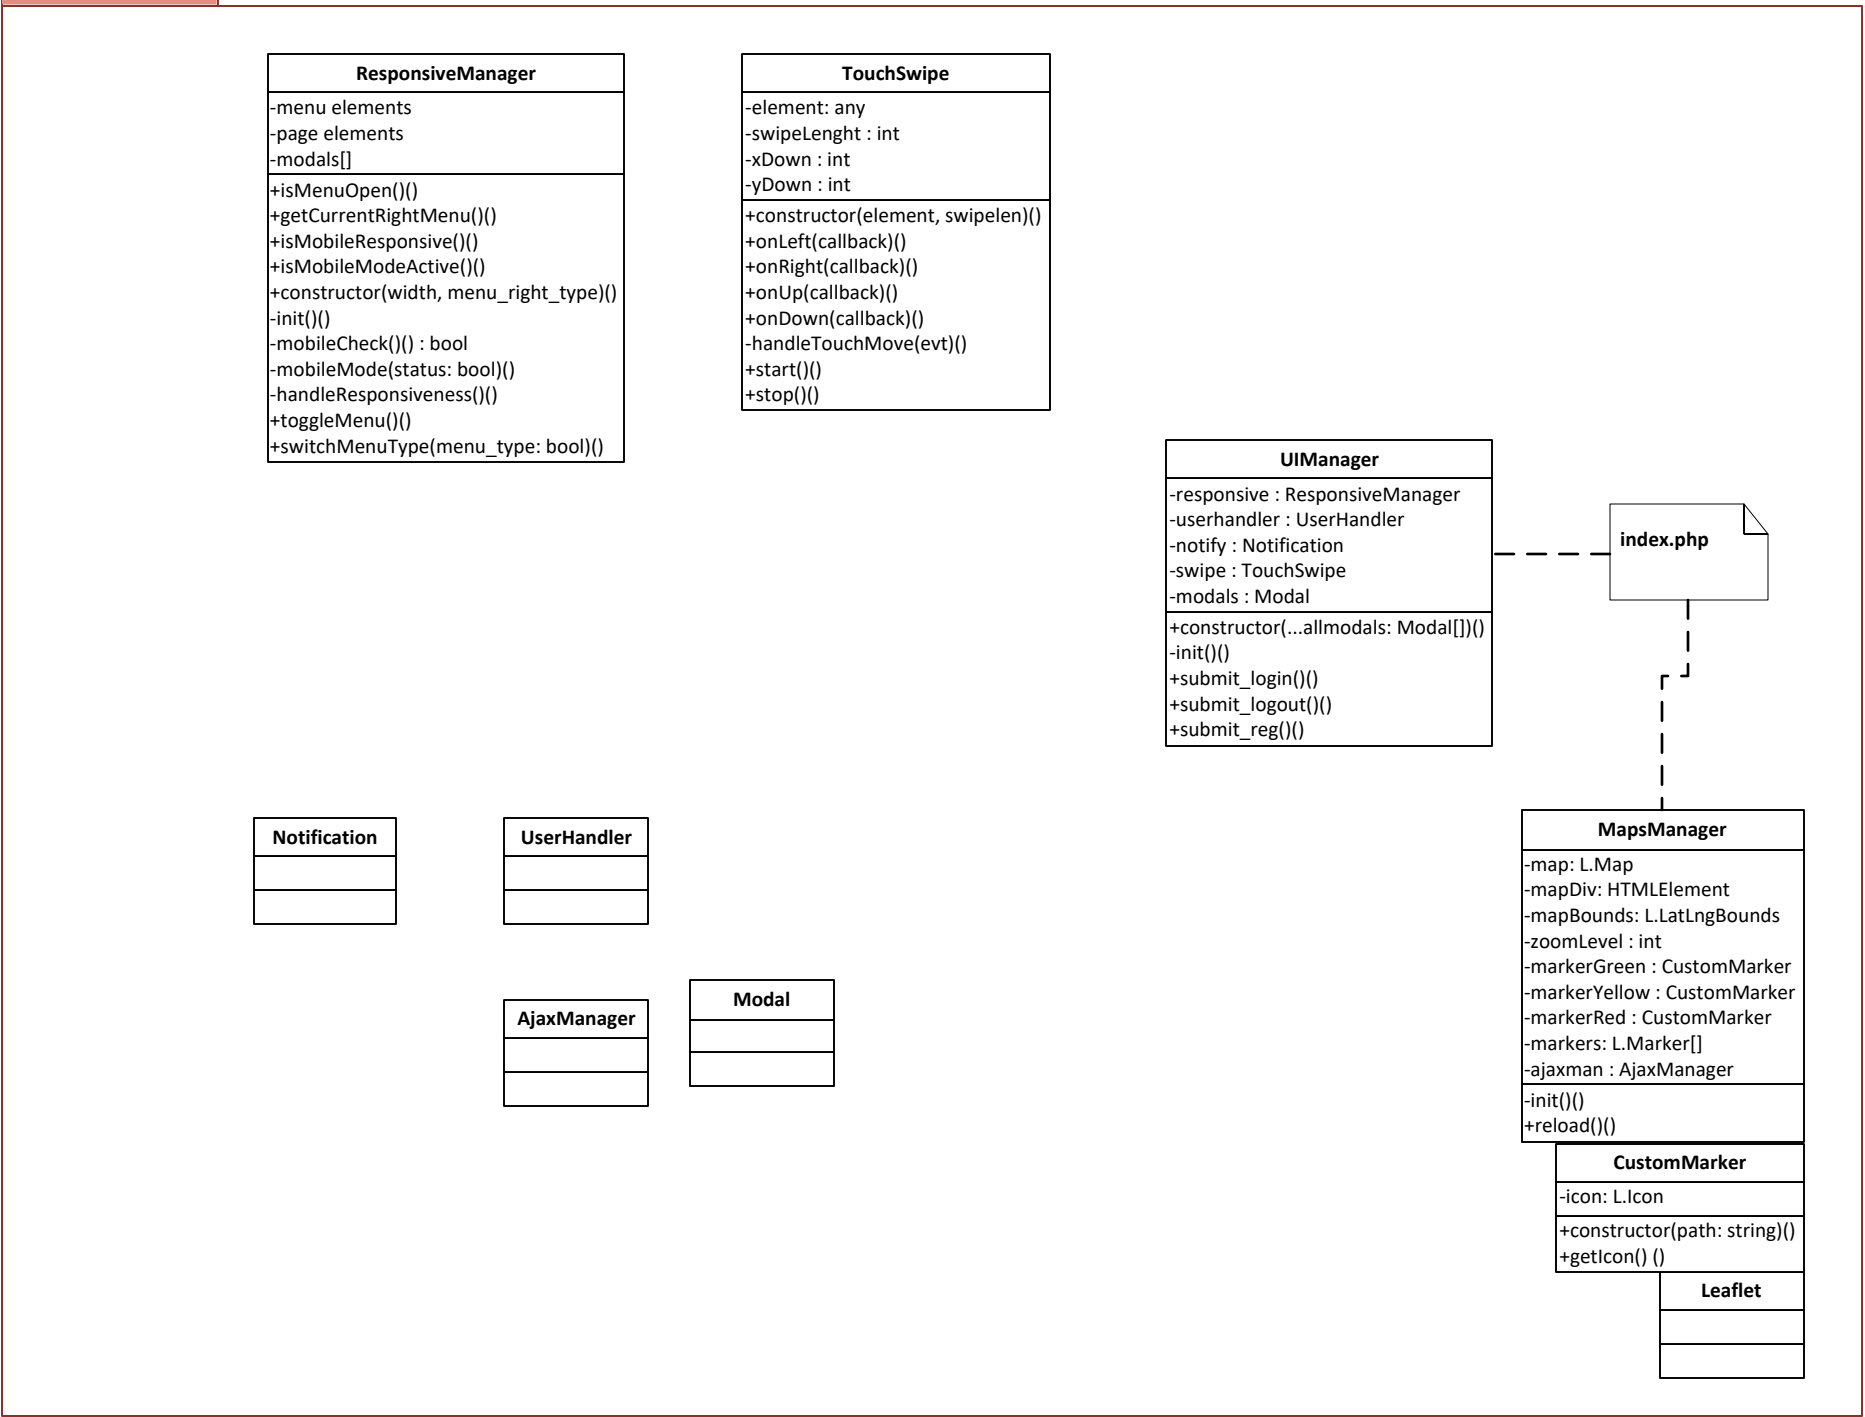 ResponsiveManager
-menu elements
-page elements
-modals[]
+isMenuOpen()()
+getCurrentRightMenu()()
+isMobileResponsive()()
+isMobileModeActive()()
+constructor(width, menu_right_type)()
-init()()
-mobileCheck()() : bool
-mobileMode(status: bool)()
-handleResponsiveness()()
+toggleMenu()()
+switchMenuType(menu_type: bool)()
TouchSwipe
-element: any
-swipeLenght : int
-xDown : int
-yDown : int
+constructor(element, swipelen)()
+onLeft(callback)()
+onRight(callback)()
+onUp(callback)()
+onDown(callback)()
-handleTouchMove(evt)()
+start()()
+stop()()
UIManager
-responsive : ResponsiveManager
-userhandler : UserHandler
-notify : Notification
-swipe : TouchSwipe
-modals : Modal
+constructor(...allmodals: Modal[])()
-init()()
+submit_login()()
+submit_logout()()
+submit_reg()()
index.php
Notification
UserHandler
AjaxManager
Modal
MapsManager
-map: L.Map
-mapDiv: HTMLElement
-mapBounds: L.LatLngBounds
-zoomLevel : int
-markerGreen : CustomMarker
-markerYellow : CustomMarker
-markerRed : CustomMarker
-markers: L.Marker[]
-ajaxman : AjaxManager
-init()()
+reload()()
CustomMarker
-icon: L.Icon
+constructor(path: string)()
+getIcon() ()
Leaflet